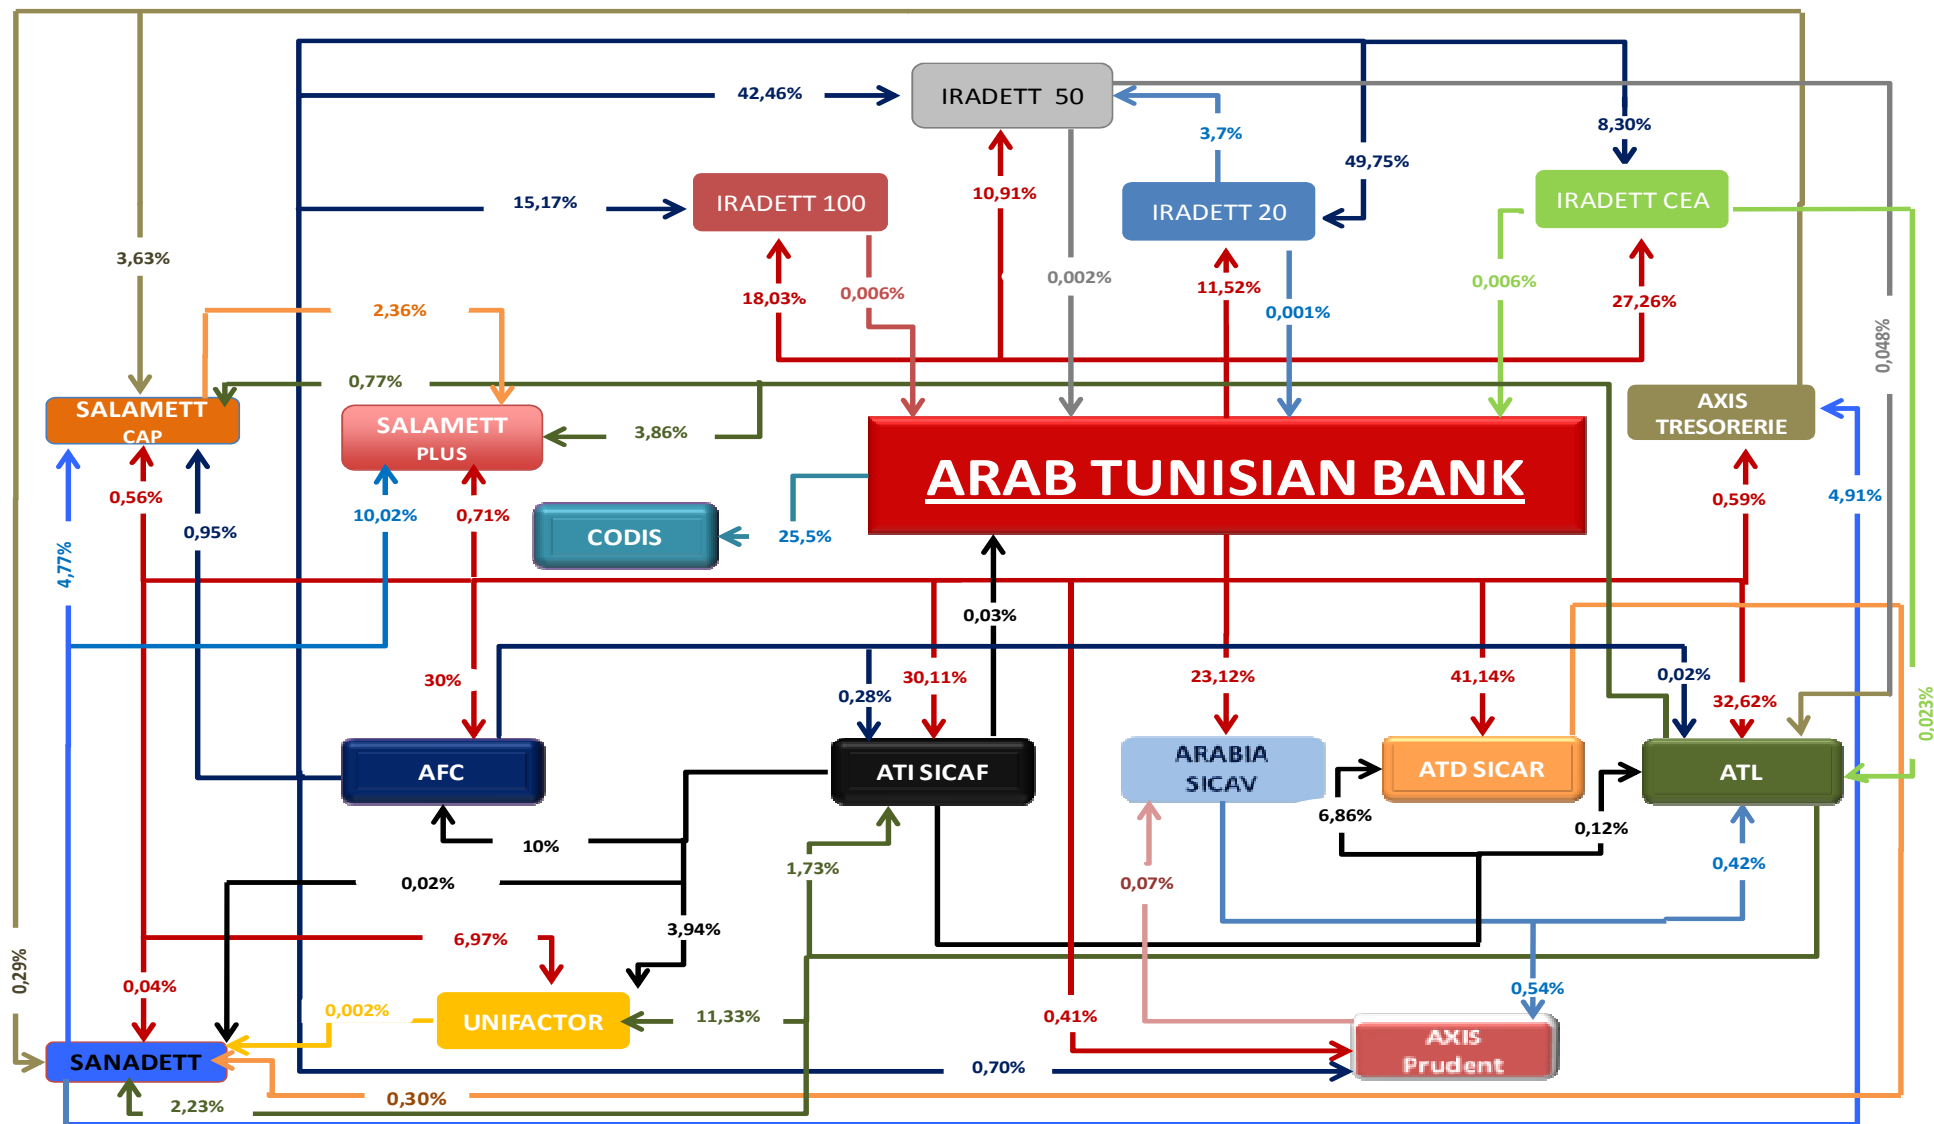 42,46%
IRADETT 50
3,7%
8,30%
49,75%
15,17%
IRADETT 100
10,91%
IRADETT 20
IRADETT CEA
3,63%
18,03%
0,006%
0,002%
11,52%
0,001%
0,006%
27,26%
2,36%
0,048%
0,77%
SALAMETT
CAP
SALAMETT
PLUS
3,86%
AXIS
TRESORERIE
ARAB TUNISIAN BANK
0,56%
0,95%
10,02%
0,71%
CODIS
25,5%
0,59%
4,91%
4,77%
0,03%
30%
0,28%
30,11%
23,12%
41,14%
0,02%
32,62%
0,023%
AFC
ATI SICAF
ARABIA
SICAV
ATD SICAR
ATL
10%
6,86%
0,12%
0,02%
1,73%
0,07%
0,42%
3,94%
6,97%
0,29%
0,04%
0,002%
UNIFACTOR
11,33%
0,41%
0,54%
SANADETT
0,70%
AXIS
Prudent
0,30%
2,23%